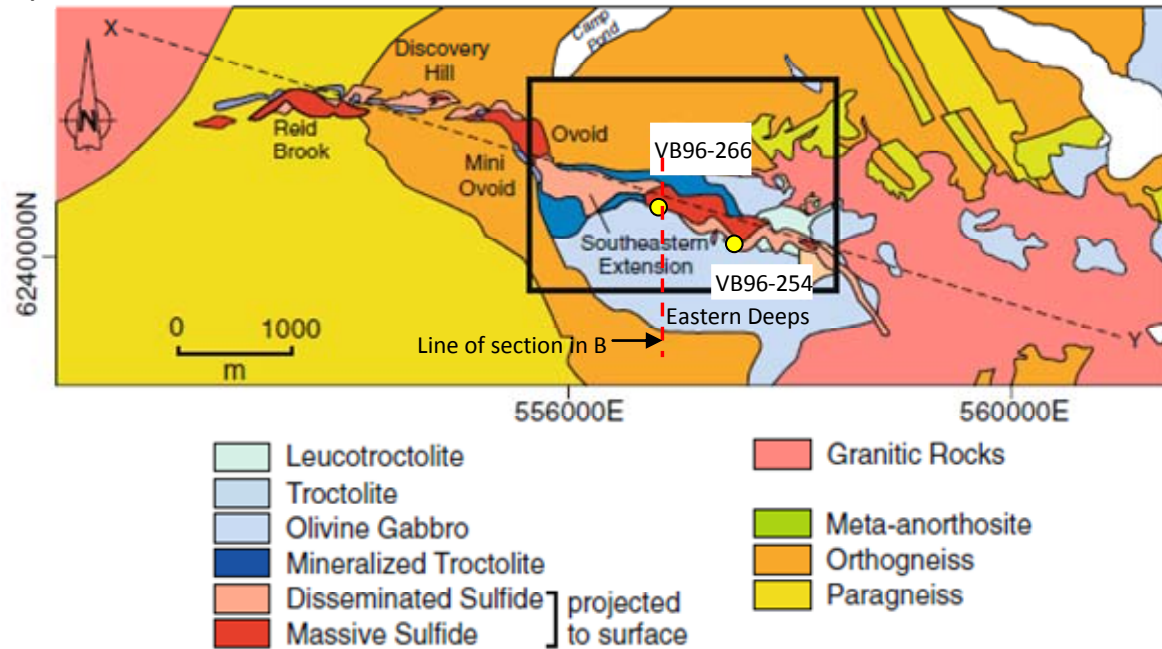 X
Discovery
Hill
Camp
Pond
N
Reid
Brook
Ovoid
VB96-266
Mini
Ovoid
Southeastern
Extension
VB96-254
6240000N
0 1000
m
Eastern Deeps
Line of section in B
Y
556000E 560000E
Leucotroctolite
Troctolite
Olivine Gabbro
Mineralized Troctolite
Disseminated Sulfide
Massive Sulfide
projected
to surface
Granitic Rocks
Meta-anorthosite
Orthogneiss
Paragneiss